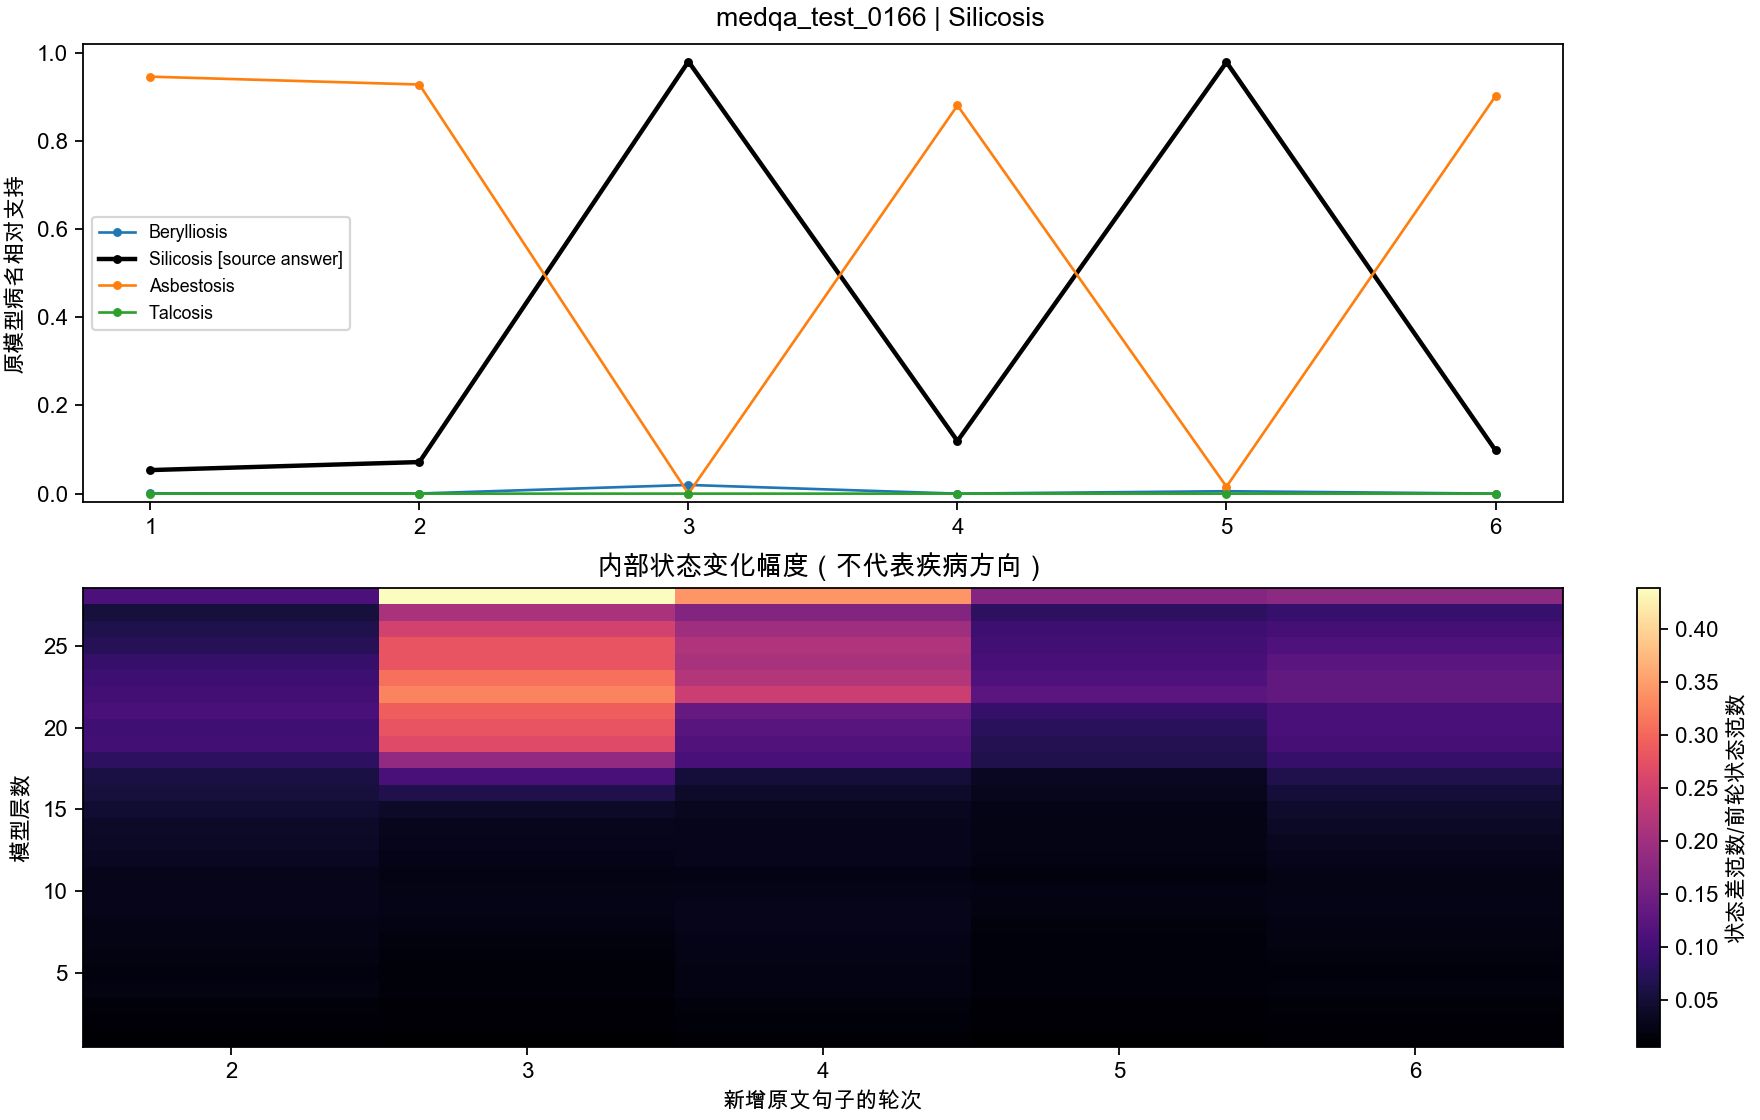 medqa_test_0166 | Silicosis
原模型病名相对支持
1.0
0.8
0.6
0.4
0.2
0.0
Berylliosis
Silicosis [source answer]
Asbestosis
Talcosis
1 2 3 4 5 6
内部状态变化幅度（不代表疾病方向）
模型层数
25
20
15
10
5
2 3 4 5 6
新增原文句子的轮次
0.40
0.35
0.30
0.25
0.20
0.15
0.10
0.05
状态差范数/前轮状态范数